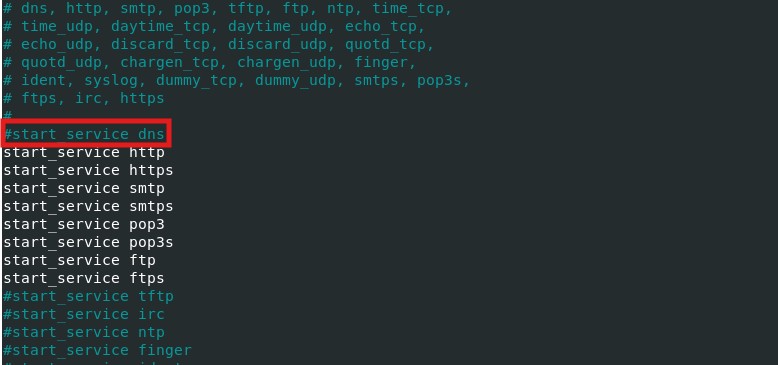 # dns, http, smtp, pop3, tftp, ftp, ntp, time_tcp,
# time_udp, daytime_tcp, daytime_udp, echo_tcp,
# echo_udp, discard_tcp, discard_udp, quotd_tcp,
# quotd_udp, chargen_tcp, chargen_udp, finger,
# ident, syslog, dummy_tcp, dummy_udp, smtps, pop3s,
# ftps, irc, https
#
#start_service dns
start_service http
start_service https
start_service smtp
start_service smtps
start_service pop3
start_service pop3s
start_service ftp
start_service ftps
#start_service tftp
#start_service irc
#start_service ntp
#start_service finger